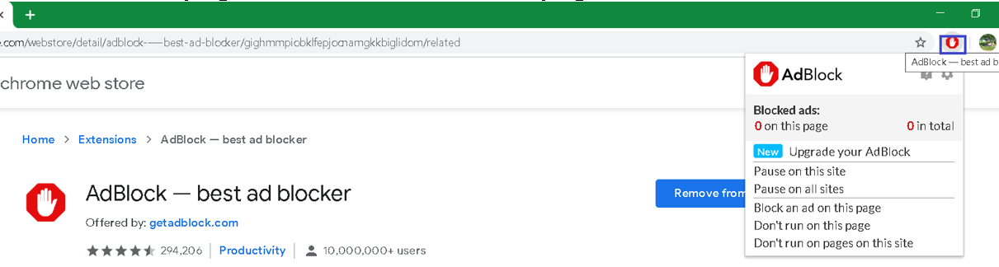 e.com/webstore/detail/adblock-—-best-ad-blocker/gighmmpiobklfepjocnamgkkbiglidom/related
AdBlock — best ad b
chrome web store
AdBlock
Blocked ads:
0 on this page 0 in total
New Upgrade your AdBlock
Pause on this site
Pause on all sites
Block an ad on this page
Don't run on this page
Don't run on pages on this site
Home > Extensions > AdBlock — best ad blocker
AdBlock — best ad blocker
Remove from
Offered by: getadblock.com
294,206 Productivity 10,000,000+ users